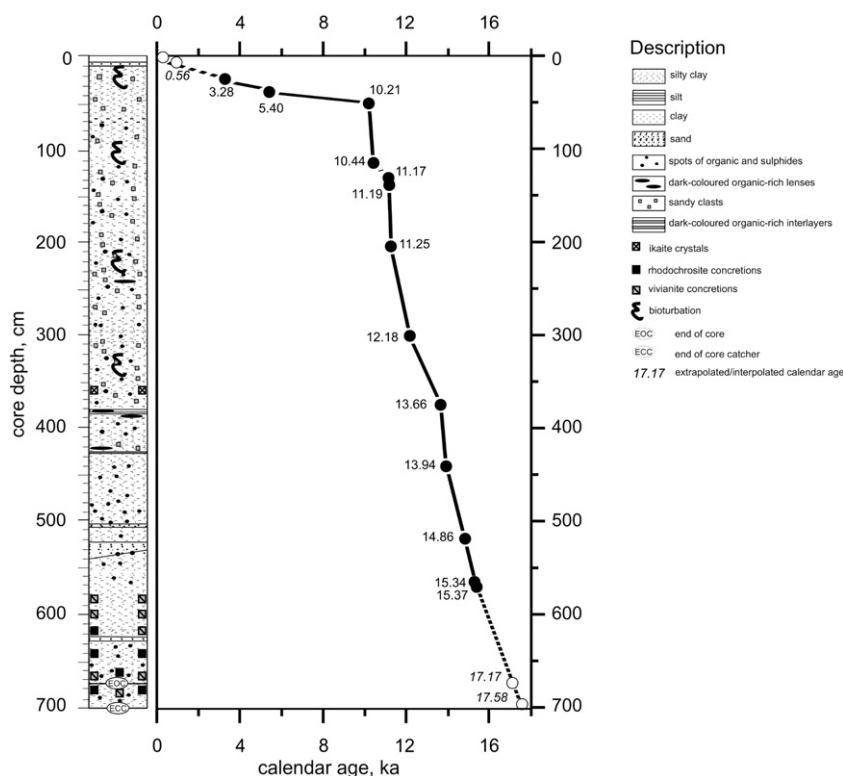 0 4 8 12 16
0 0
0.56
3.28
5.40
10.21
100 100
10.44
11.17
11.19
200 200
11.25
300 300
12.18
13.66
400 400
13.94
500 500
14.86
15.34
15.37
600 600
17.17
17.58
700 700
EOC
ECC
core depth, cm
0 4 8 12 16
calendar age, ka
Description
silty clay
silt
clay
sand
spots of organic and sulphides
dark-coloured organic-rich lenses
sandy clasts
dark-coloured organic-rich interlayers
ikaite crystals
rhodochrosite concretions
vivianite concretions
bioturbation
EOC end of core
ECC end of core catcher
17.17 extrapolated/interpolated calendar age